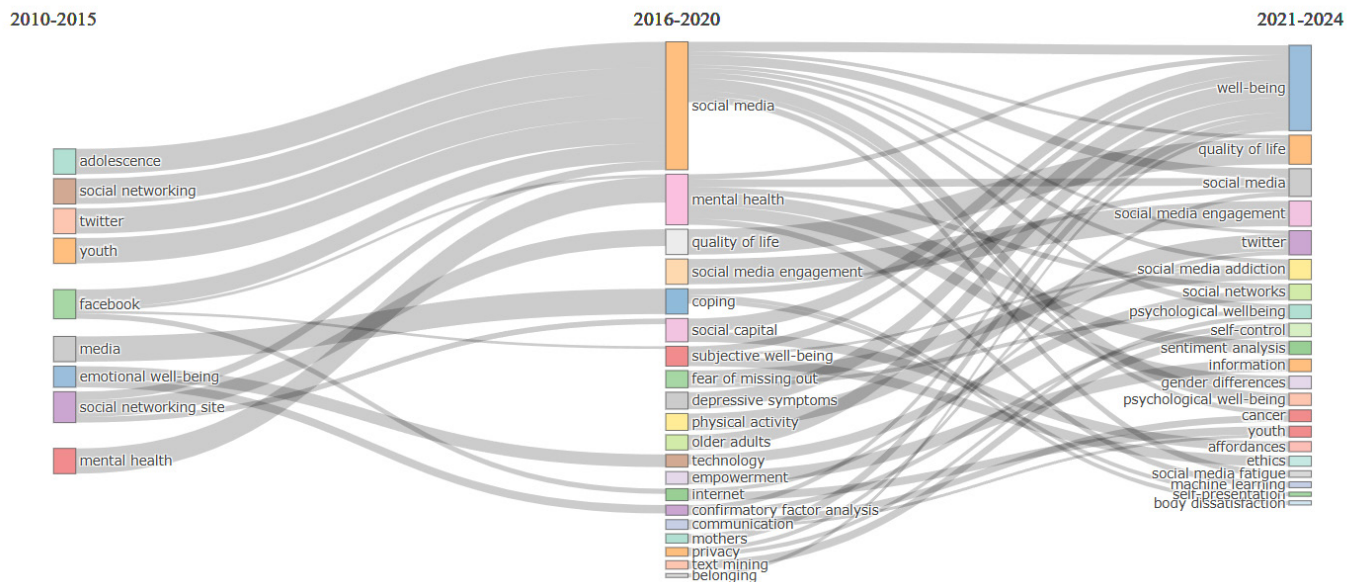 2010-2015
2016-2020
2021-2024
adolescence
social networking
twitter
youth
facebook
media
emotional well-being
social networking site
mental health
social media
mental health
quality of life
social media engagement
coping
social capital
subjective well-being
fear of missing out
depressive symptoms
physical activity
older adults
technology
empowerment
internet
confirmatory factor analysis
communication
mothers
privacy
text mining
belonging
well-being
quality of life
social media
social media engagement
twitter
social media addiction
social networks
psychological wellbeing
self-control
sentiment analysis
information
gender differences
psychological well-being
cancer
youth
affordances
ethics
social media fatigue
machine learning
self-presentation
body dissatisfaction